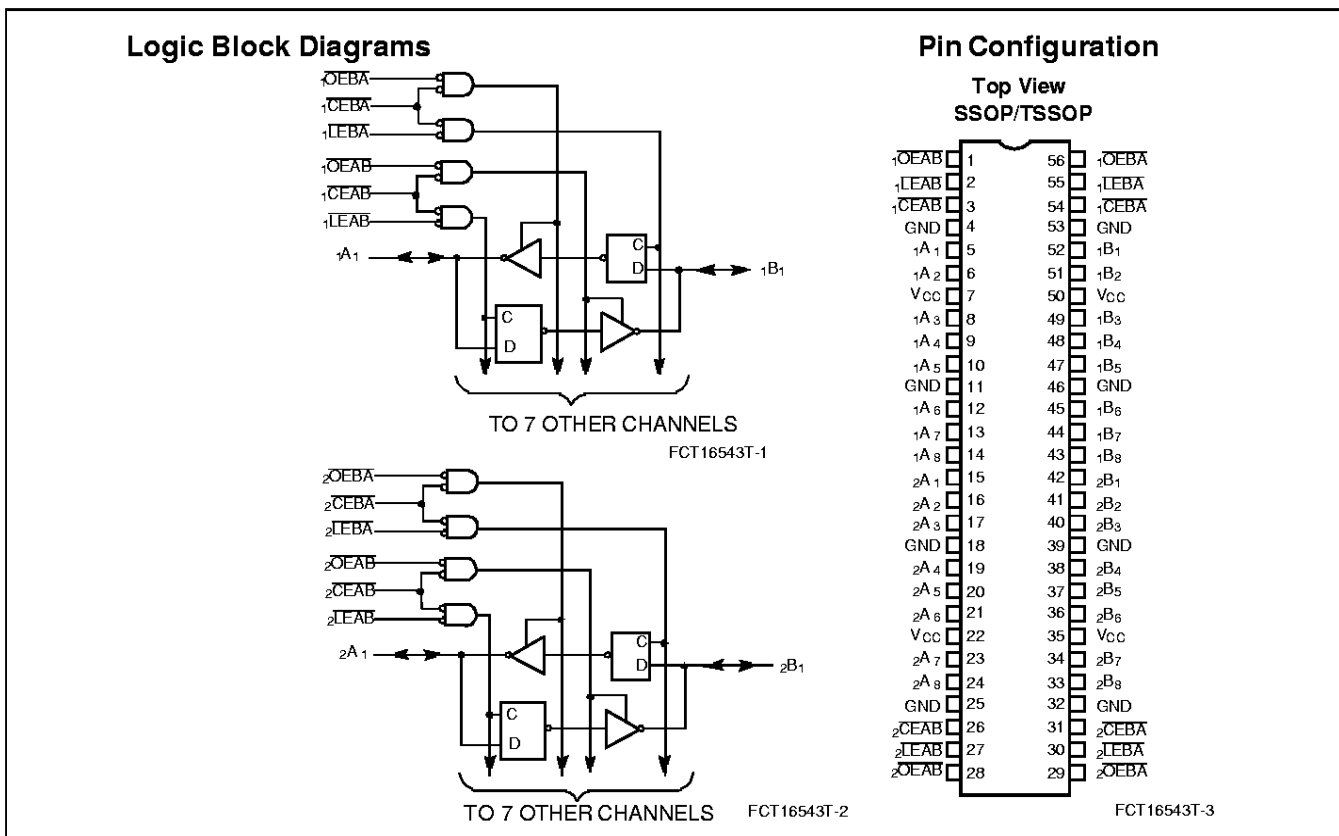 Logic Block Diagrams
1OEBA
1CEBA
1LEBA
1OEAB
1CEAB
1LEAB
1A1
C
D
1B1
C
D
TO 7 OTHER CHANNELS
FCT16543T-1
2OEBA
2CEBA
2LEBA
2OEAB
2CEAB
2LEAB
2A1
C
D
2B1
C
D
TO 7 OTHER CHANNELS
FCT16543T-2
Pin Configuration
Top View
SSOP/TSSOP
1OEAB 1 56 1OEBA
1LEAB 2 55 1LEBA
1CEAB 3 54 1CEBA
GND 4 53 GND
1A1 5 52 1B1
1A2 6 51 1B2
VCC 7 50 VCC
1A3 8 49 1B3
1A4 9 48 1B4
1A5 10 47 1B5
GND 11 46 GND
1A6 12 45 1B6
1A7 13 44 1B7
1A8 14 43 1B8
2A1 15 42 2B1
2A2 16 41 2B2
2A3 17 40 2B3
GND 18 39 GND
2A4 19 38 2B4
2A5 20 37 2B5
2A6 21 36 2B6
VCC 22 35 VCC
2A7 23 34 2B7
2A8 24 33 2B8
GND 25 32 GND
2CEAB 26 31 2CEBA
2LEAB 27 30 2LEBA
2OEAB 28 29 2OEBA
FCT16543T-3